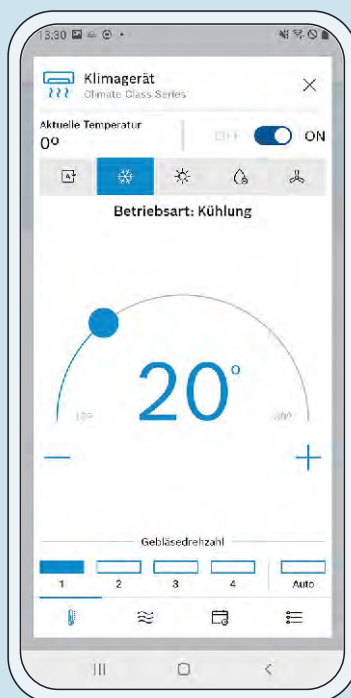 13:30
Klimagerät
Climate Class Series
Aktuelle Temperatur
0°
OFF ON
A
Betriebsart: Kühlung
20°
Gebläsedrehzahl
1 2 3 4 Auto